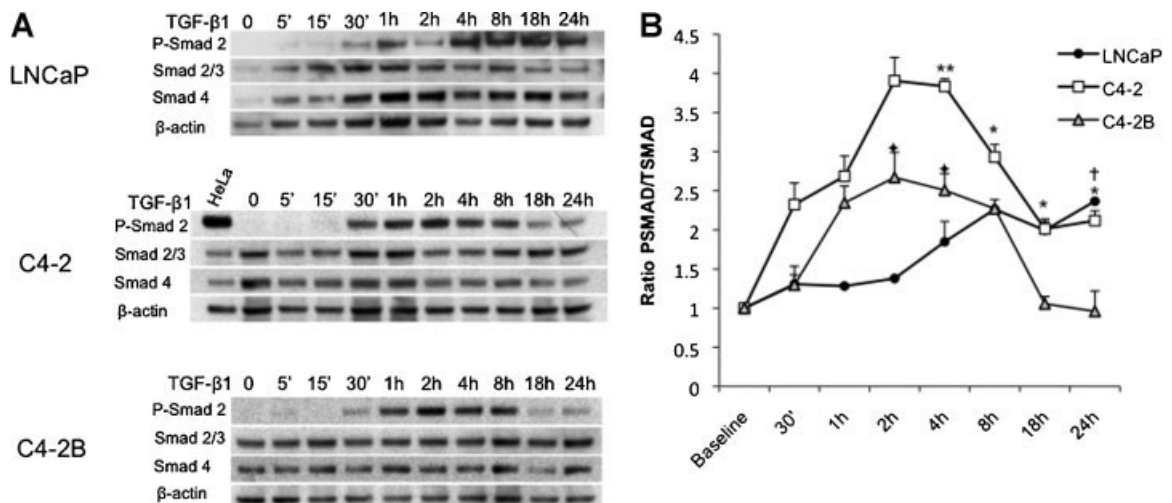 A
LNCaP
TGF-β1 0 5' 15' 30' 1h 2h 4h 8h 18h 24h
P-Smad 2
Smad 2/3
Smad 4
β-actin
C4-2
HeLa
TGF-β1 0 5' 15' 30' 1h 2h 4h 8h 18h 24h
P-Smad 2
Smad 2/3
Smad 4
β-actin
C4-2B
TGF-β1 0 5' 15' 30' 1h 2h 4h 8h 18h 24h
P-Smad 2
Smad 2/3
Smad 4
β-actin
B
Ratio PSMAD/TSMAD
4.5
4
3.5
3
2.5
2
1.5
1
0.5
0
**
*
*
†
*
LNCaP
C4-2
C4-2B
Baseline 30' 1h 2h 4h 8h 18h 24h